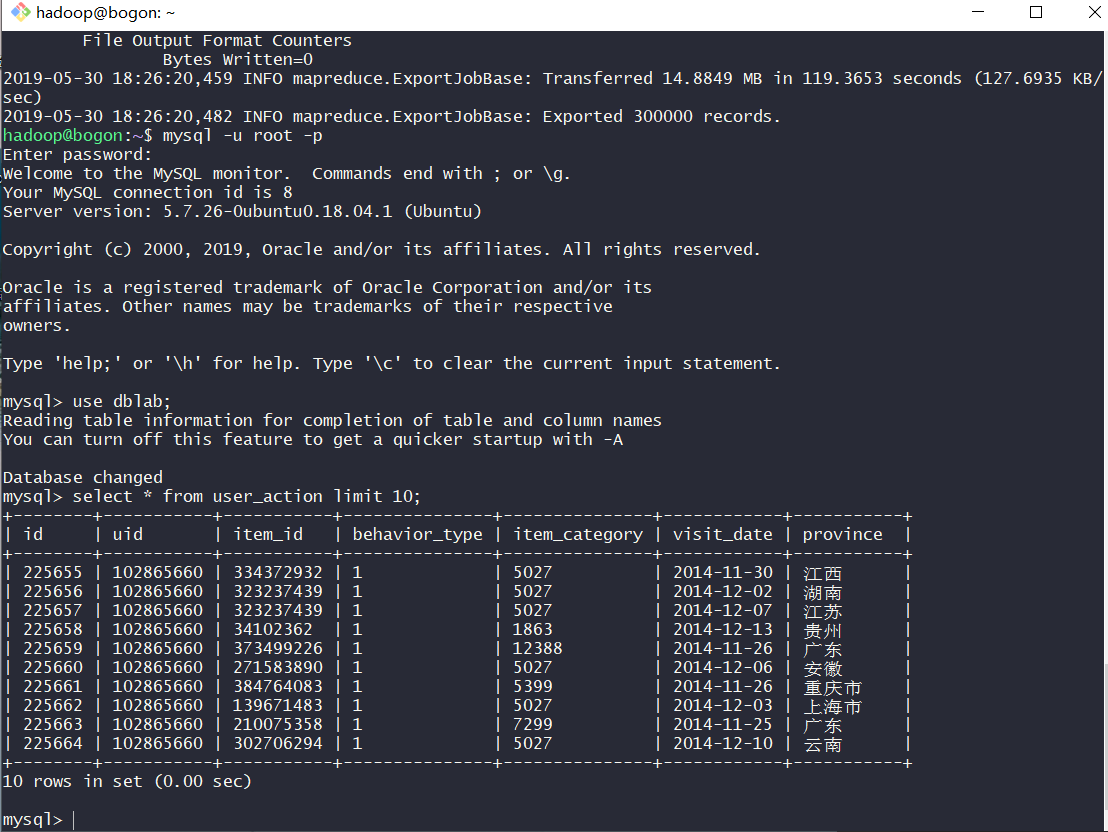 hadoop@bogon: ~
File Output Format Counters
Bytes Written=0
2019-05-30 18:26:20,459 INFO mapreduce.ExportJobBase: Transferred 14.8849 MB in 119.3653 seconds (127.6935 KB/
sec)
2019-05-30 18:26:20,482 INFO mapreduce.ExportJobBase: Exported 300000 records.
hadoop@bogon:~$ mysql -u root -p
Enter password:
Welcome to the MySQL monitor.  Commands end with ; or \g.
Your MySQL connection id is 8
Server version: 5.7.26-0ubuntu0.18.04.1 (Ubuntu)
Copyright (c) 2000, 2019, Oracle and/or its affiliates. All rights reserved.
Oracle is a registered trademark of Oracle Corporation and/or its
affiliates. Other names may be trademarks of their respective
owners.
Type 'help;' or '\h' for help. Type '\c' to clear the current input statement.
mysql> use dblab;
Reading table information for completion of table and column names
You can turn off this feature to get a quicker startup with -A
Database changed
mysql> select * from user_action limit 10;
+--------+-----------+-----------+---------------+---------------+------------+-----------+
| id     | uid       | item_id   | behavior_type | item_category | visit_date | province  |
+--------+-----------+-----------+---------------+---------------+------------+-----------+
| 225655 | 102865660 | 334372932 | 1             | 5027          | 2014-11-30 | 江西      |
| 225656 | 102865660 | 323237439 | 1             | 5027          | 2014-12-02 | 湖南      |
| 225657 | 102865660 | 323237439 | 1             | 5027          | 2014-12-07 | 江苏      |
| 225658 | 102865660 | 34102362  | 1             | 1863          | 2014-12-13 | 贵州      |
| 225659 | 102865660 | 373499226 | 1             | 12388         | 2014-11-26 | 广东      |
| 225660 | 102865660 | 271583890 | 1             | 5027          | 2014-12-06 | 安徽      |
| 225661 | 102865660 | 384764083 | 1             | 5399          | 2014-11-26 | 重庆市    |
| 225662 | 102865660 | 139671483 | 1             | 5027          | 2014-12-03 | 上海市    |
| 225663 | 102865660 | 210075358 | 1             | 7299          | 2014-11-25 | 广东      |
| 225664 | 102865660 | 302706294 | 1             | 5027          | 2014-12-10 | 云南      |
+--------+-----------+-----------+---------------+---------------+------------+-----------+
10 rows in set (0.00 sec)
mysql>